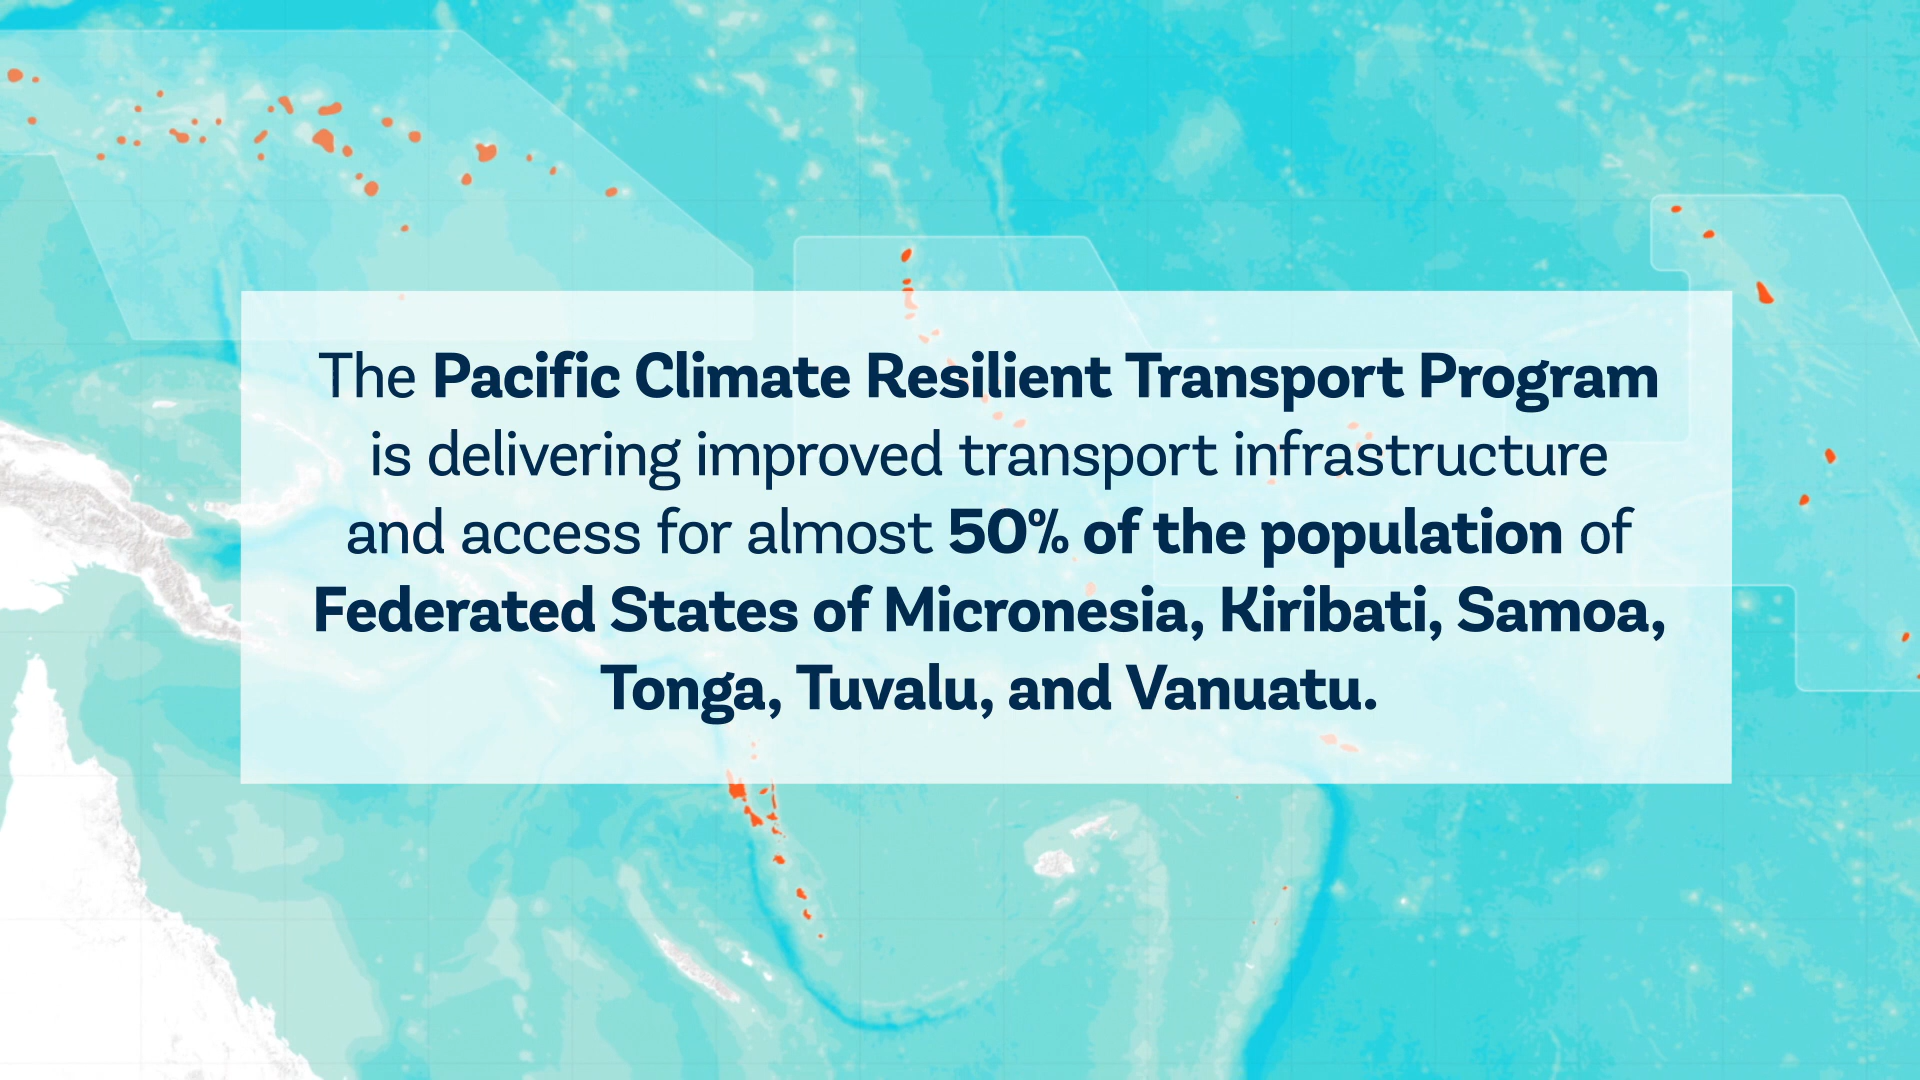 The Pacific Climate Resilient Transport Program
is delivering improved transport infrastructure
and access for almost 50% of the population of
Federated States of Micronesia, Kiribati, Samoa,
Tonga, Tuvalu, and Vanuatu.